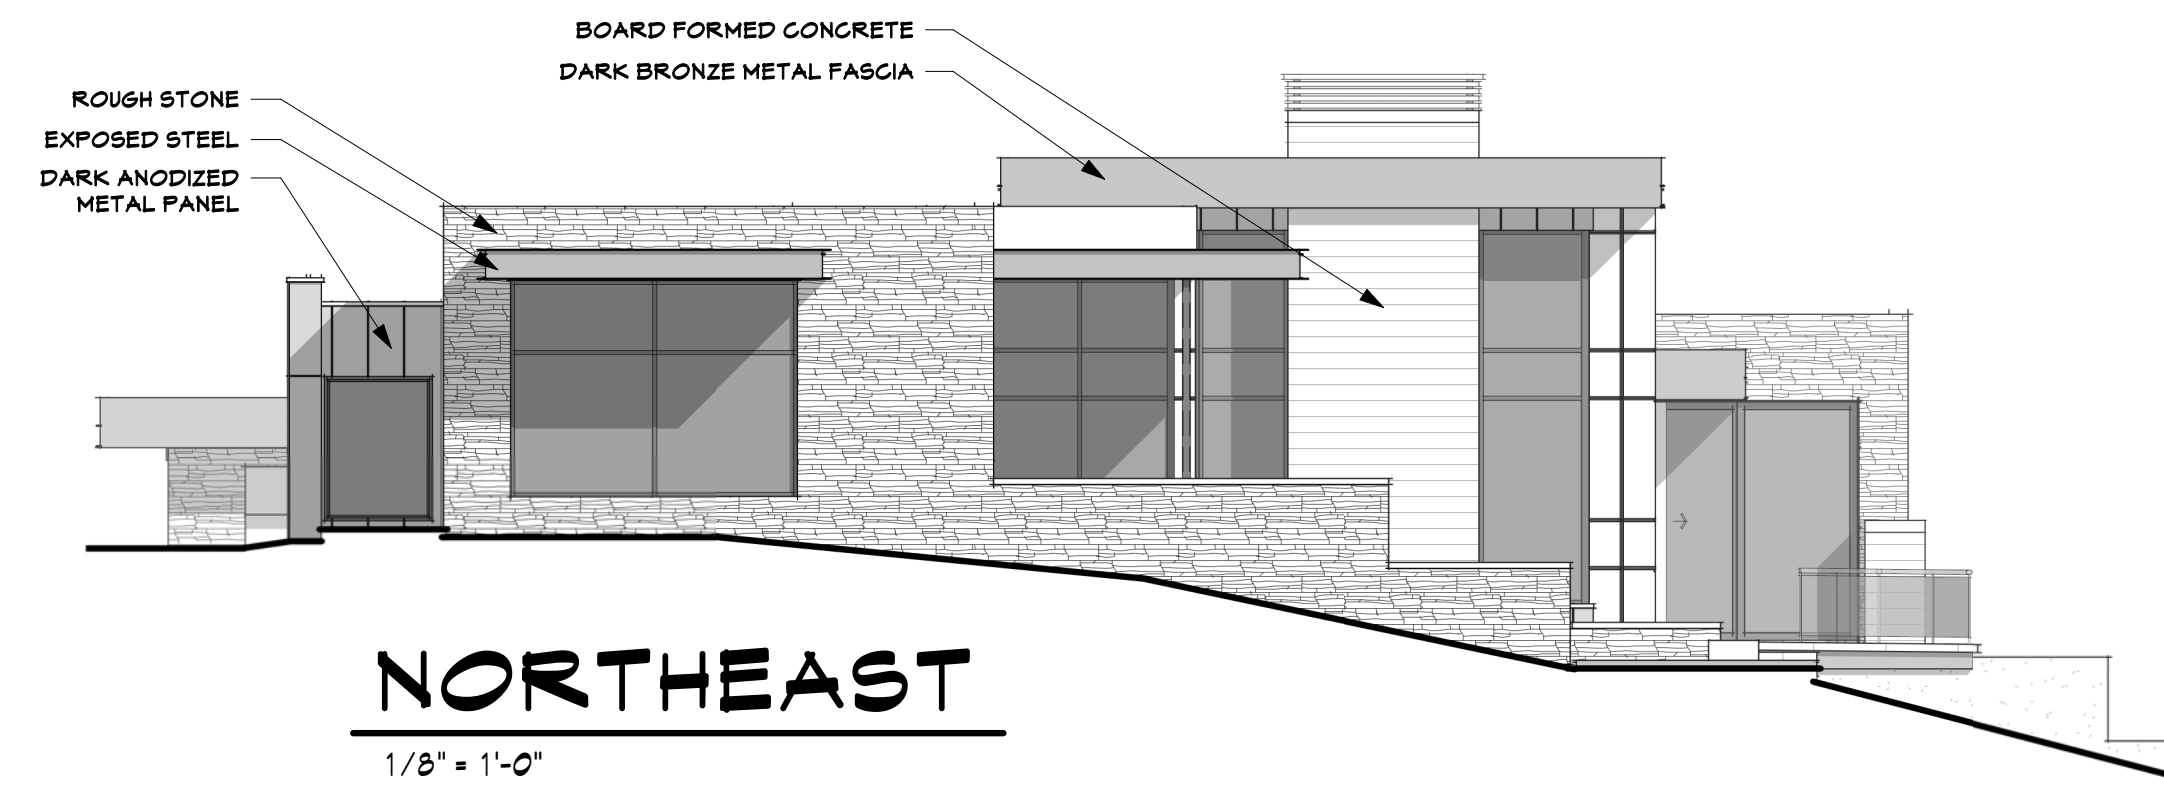 BOARD FORMED CONCRETE
DARK BRONZE METAL FASCIA
ROUGH STONE
EXPOSED STEEL
DARK ANODIZED
METAL PANEL
NORTHEAST
1/8" = 1'-0"